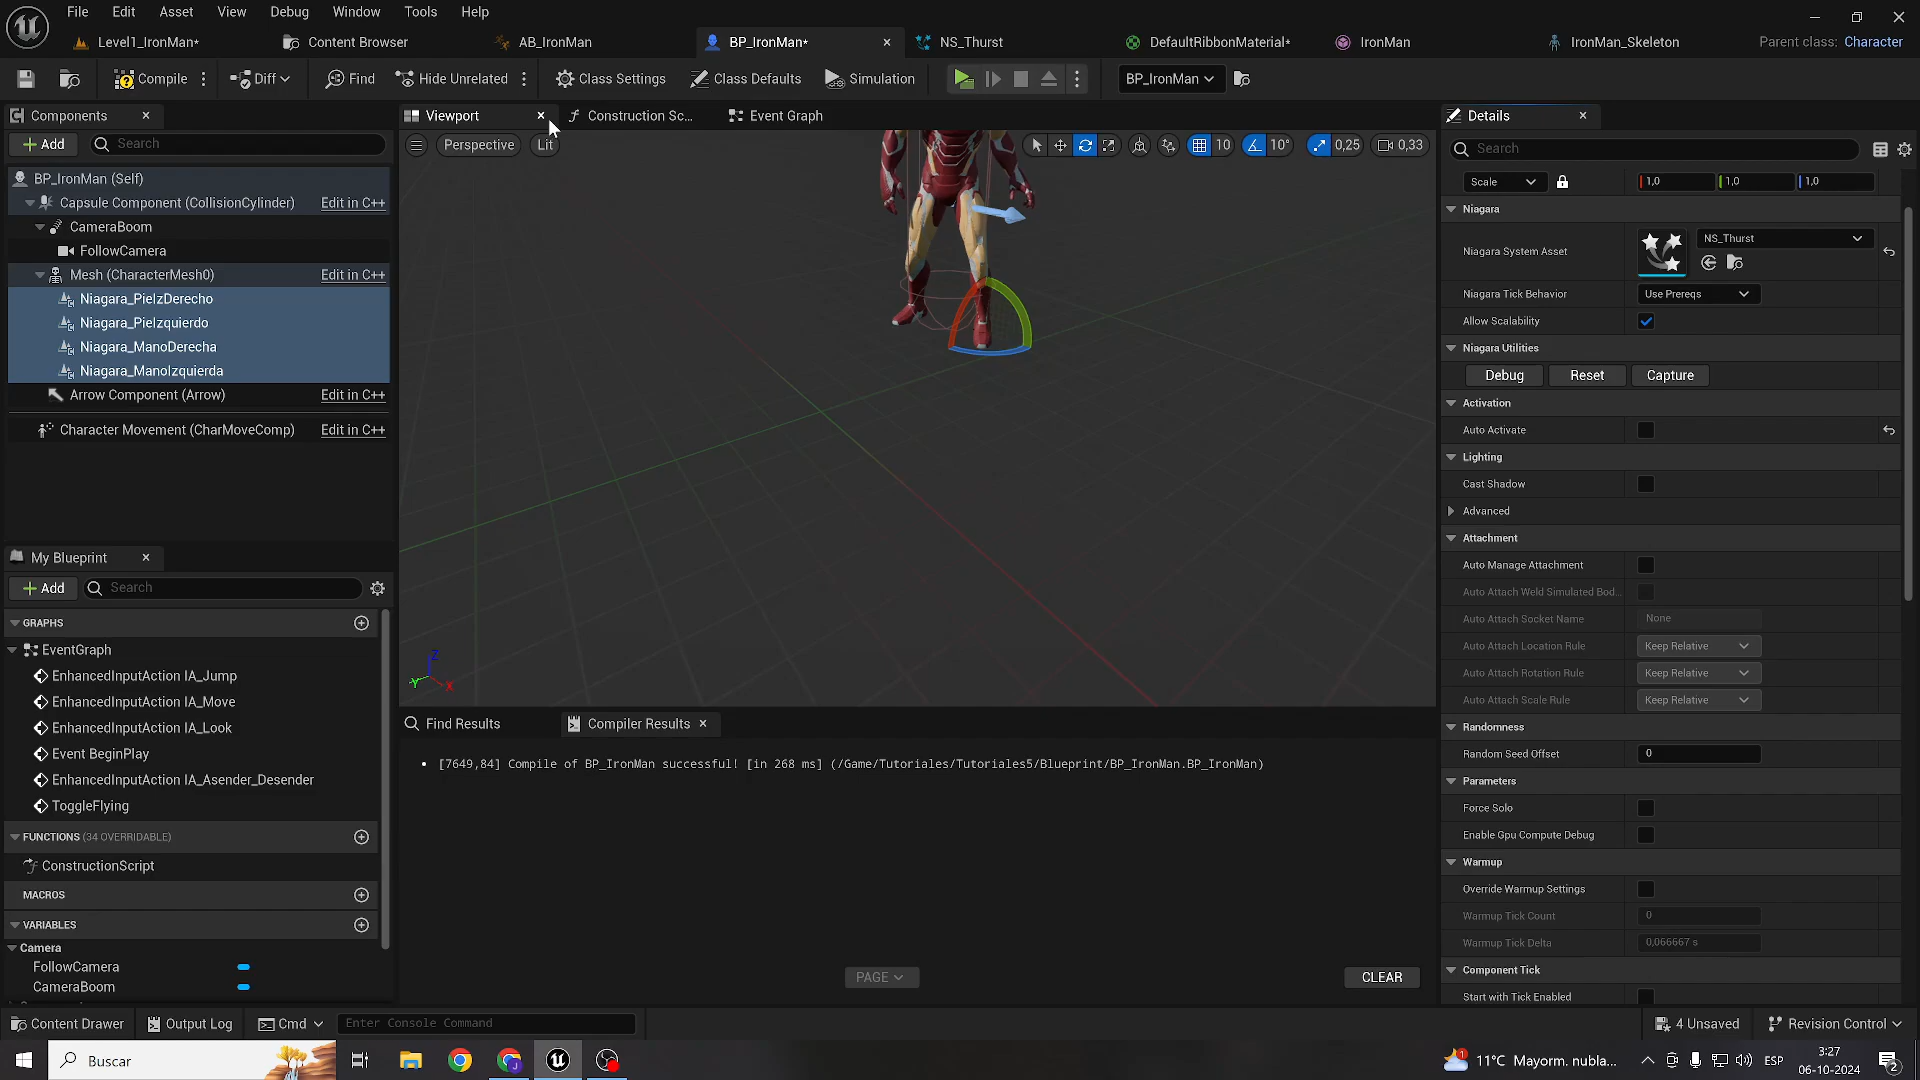 File Edit Asset View Debug Window Tools Help
Level1_IronMan* Content Browser AB_IronMan BP_IronMan* NS_Thurst DefaultRibbonMaterial* IronMan IronMan_Skeleton Parent class: Character
Compile Diff Find Hide Unrelated Class Settings Class Defaults Simulation BP_IronMan
Components
Add Search
BP_IronMan (Self)
Capsule Component (CollisionCylinder) Edit in C++
CameraBoom
FollowCamera
Mesh (CharacterMesh0) Edit in C++
Niagara_PielzDerecho
Niagara_PieIzquierdo
Niagara_ManoDerecha
Niagara_ManoIzquierda
Arrow Component (Arrow) Edit in C++
Character Movement (CharMoveComp) Edit in C++
My Blueprint
Add Search
GRAPHS
EventGraph
EnhancedInputAction IA_Jump
EnhancedInputAction IA_Move
EnhancedInputAction IA_Look
Event BeginPlay
EnhancedInputAction IA_Asender_Desender
ToggleFlying
FUNCTIONS (34 OVERRIDABLE)
ConstructionScript
MACROS
VARIABLES
Camera
FollowCamera
CameraBoom
Viewport Construction Sc... Event Graph
Perspective Lit 10 10° 0,25 0,33
Z
Y
X
Find Results Compiler Results
[7649,84] Compile of BP_IronMan successful! [in 268 ms] (/Game/Tutoriales/Tutoriales5/Blueprint/BP_IronMan.BP_IronMan)
PAGE CLEAR
Details
Search
Scale 1,0 1,0 1,0
Niagara
Niagara System Asset NS_Thurst
Niagara Tick Behavior Use Prereqs
Allow Scalability
Niagara Utilities
Debug Reset Capture
Activation
Auto Activate
Lighting
Cast Shadow
Advanced
Attachment
Auto Manage Attachment
Auto Attach Weld Simulated Bod...
Auto Attach Socket Name None
Auto Attach Location Rule Keep Relative
Auto Attach Rotation Rule Keep Relative
Auto Attach Scale Rule Keep Relative
Randomness
Random Seed Offset 0
Parameters
Force Solo
Enable Gpu Compute Debug
Warmup
Override Warmup Settings
Warmup Tick Count 0
Warmup Tick Delta 0,066667 s
Component Tick
Start with Tick Enabled
Content Drawer Output Log Cmd Enter Console Command 4 Unsaved Revision Control
Buscar 1 11°C Mayorm. nubla... ESP 3:27
06-10-2024 2